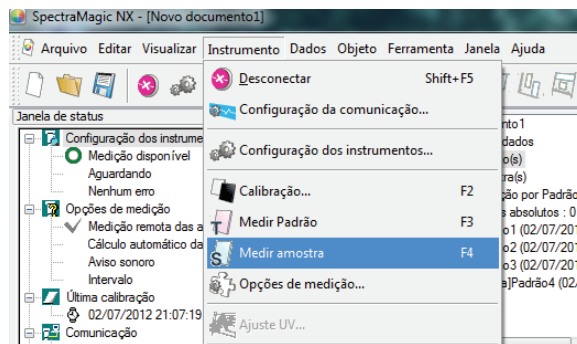 SpectraMagic NX - [Novo documento1]
Arquivo Editar Visualizar Instrumento Dados Objeto Ferramenta Janela Ajuda
Janela de status
Configuração dos instrume
Medição disponível
Aguardando
Nenhum erro
Opções de medição
Medição remota das a
Cálculo automático da
Aviso sonoro
Intervalo
Última calibração
02/07/2012 21:07:19
Comunicação
Desconectar Shift+F5
Configuração da comunicação...
Configuração dos instrumentos...
Calibração... F2
Medir Padrão F3
Medir amostra F4
Opções de medição...
Ajuste UV...
nto1
dados
o(s)
ra(s)
ção por Padrão
s absolutos : 0
o1 (02/07/201
o2 (02/07/201
o3 (02/07/201
a]Padrão4 (02/